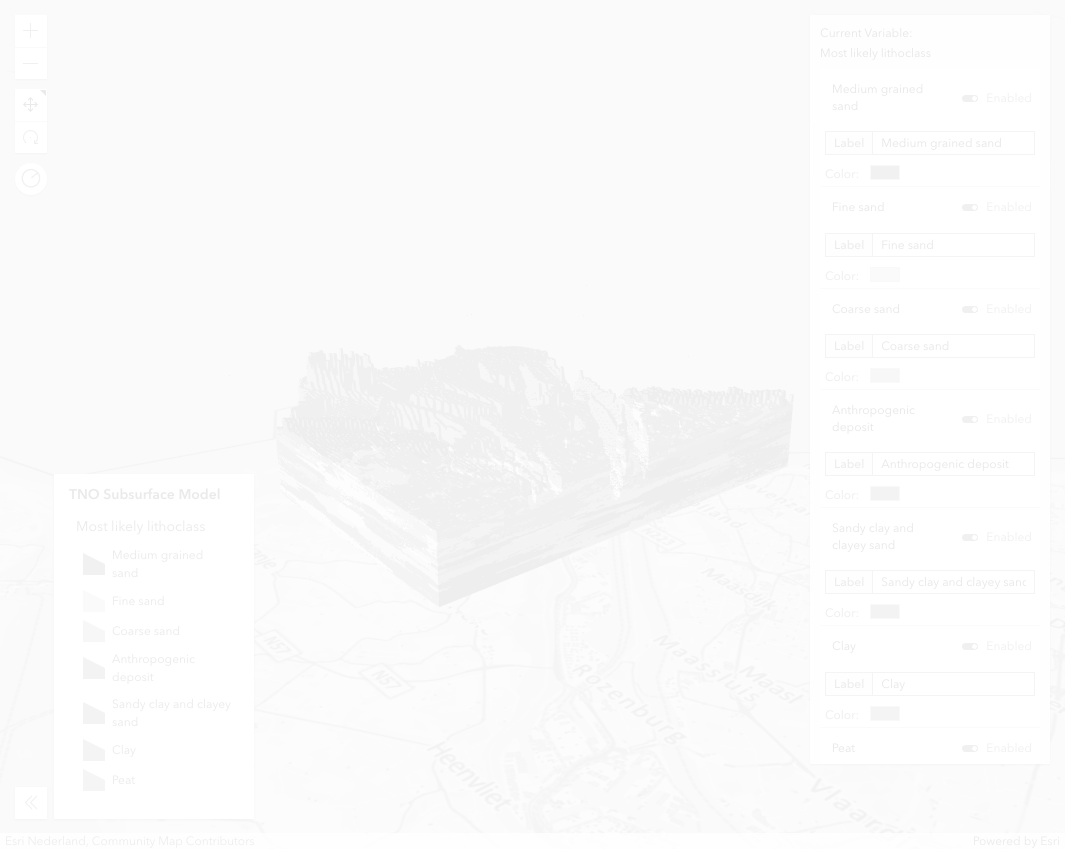 Current Variable:
Most likely lithoclass
Medium grained
sand
Enabled
Label
Medium grained sand
Color:
Fine sand
Enabled
Label
Fine sand
Color:
Coarse sand
Enabled
Label
Coarse sand
Color:
Anthropogenic
deposit
Enabled
Label
Anthropogenic deposit
Color:
Sandy clay and
clayey sand
Enabled
Label
Sandy clay and clayey sand
Color:
Clay
Enabled
Label
Clay
Color:
Peat
Enabled
TNO Subsurface Model
Most likely lithoclass
Medium grained
sand
Fine sand
Coarse sand
Anthropogenic
deposit
Sandy clay and clayey
sand
Clay
Peat
N57
N57
Maasdijk
Maassluis
Maasl
Rozenburg
Heenvliet
Vlaar
Esri Nederland, Community Map Contributors
Powered by Esri